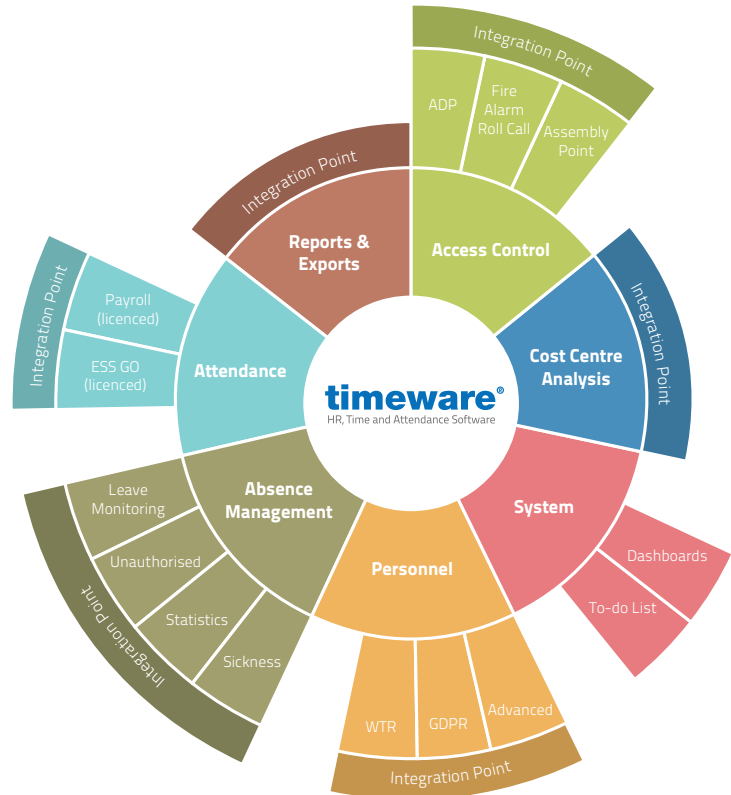 Integration Point
ADP
Fire
Alarm
Roll Call
Assembly
Point
Access Control
Integration Point
Reports &
Exports
Integration Point
Cost Centre
Analysis
Integration Point
Payroll
(licenced)
ESS GO
(licenced)
Attendance
timeware®
HR, Time and Attendance Software
System
Dashboards
To-do List
Absence
Management
Leave
Monitoring
Unauthorised
Statistics
Sickness
Integration Point
Personnel
WTR
GDPR
Advanced
Integration Point